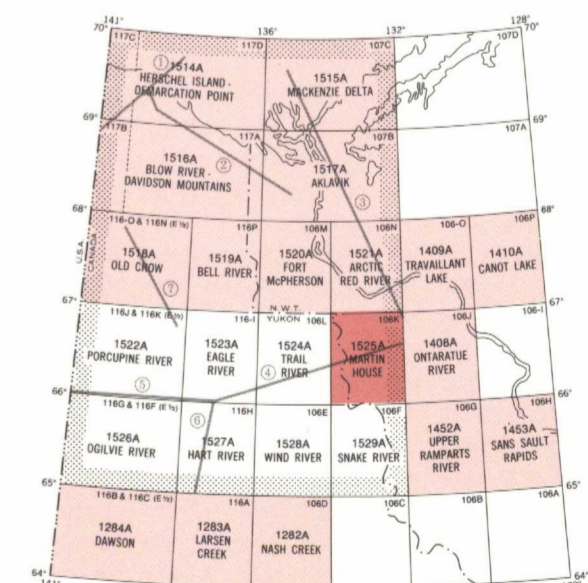 141° 136° 132° 128°
70°
117C 117D 107C 107D
① 1514A
HERSCHEL ISLAND -
DEMARCATION POINT
1515A
MACKENZIE DELTA
69° 69°
117B 117A 107B 107A
1516A
BLOW RIVER -
DAVIDSON MOUNTAINS
②
1517A
AKLAVIK
③
68° 68°
U.S.A.
CANADA
116-O & 116N (E ½) 116P 106M 106N 106-O 106P
1518A
OLD CROW
⑦
1519A
BELL RIVER
1520A
FORT
McPHERSON
1521A
ARCTIC
RED RIVER
1409A
TRAVAILLANT
LAKE
1410A
CANOT LAKE
67° 67°
N.W.T.
YUKON
116J & 116K (E ½) 116-I 106L 106K 106J 106-I
1522A
PORCUPINE RIVER
⑤
1523A
EAGLE
RIVER
1524A
TRAIL
RIVER
④
1525A
MARTIN
HOUSE
1408A
ONTARATUE
RIVER
66° 66°
116G & 116F (E ½) 116H 106E 106F 106G 106H
1526A
OGILVIE RIVER
⑥
1527A
HART RIVER
1528A
WIND RIVER
1529A
SNAKE RIVER
1452A
UPPER
RAMPARTS
RIVER
1453A
SANS SAULT
RAPIDS
65° 65°
116B & 116C (E ½) 116A 106D 106C 106B 106A
1284A
DAWSON
1283A
LARSEN
CREEK
1282A
NASH CREEK
64° 64°
141°